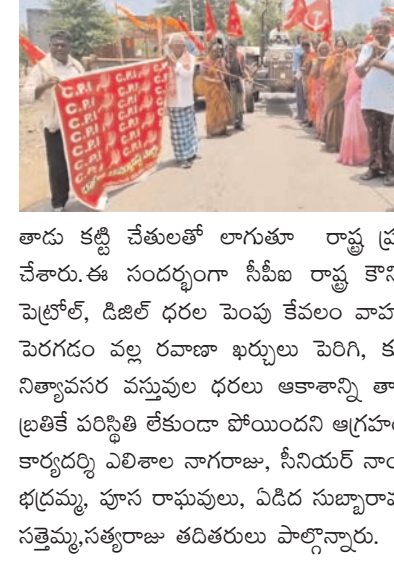 C.P.I C.P.I
C.P.I C.P.I C.P.I
C.P.I C.P.I C.P.I
C.P.I C.P.I C.P.I
C.P.I C.P.I C.P.I
C.P.I C.P.I
తాడు కట్టి చేతులతో లాగుతూ రాష్ట్ర
చేశారు.ఈ సందర్భంగా సీపీఐ రాష్ట్ర
పెట్రోల్, డిజిల్ ధరల పెంపు కేవలం
పెరగడం వల్ల రవాణా ఖర్చులు పెరిగి,
నిత్యావసర వస్తువుల ధరలు ఆకాశాన్ని
బ్రతికే పరిస్థితి లేకుండా పోయిందని
కార్యదర్శి ఎలిశాల నాగరాజు, సీనియర్
భద్రమ్మ, పూస రాఘవులు, ఏడిద
సత్తెమ్మ,సత్యరాజు తదితరులు పాల్గొన్నారు.